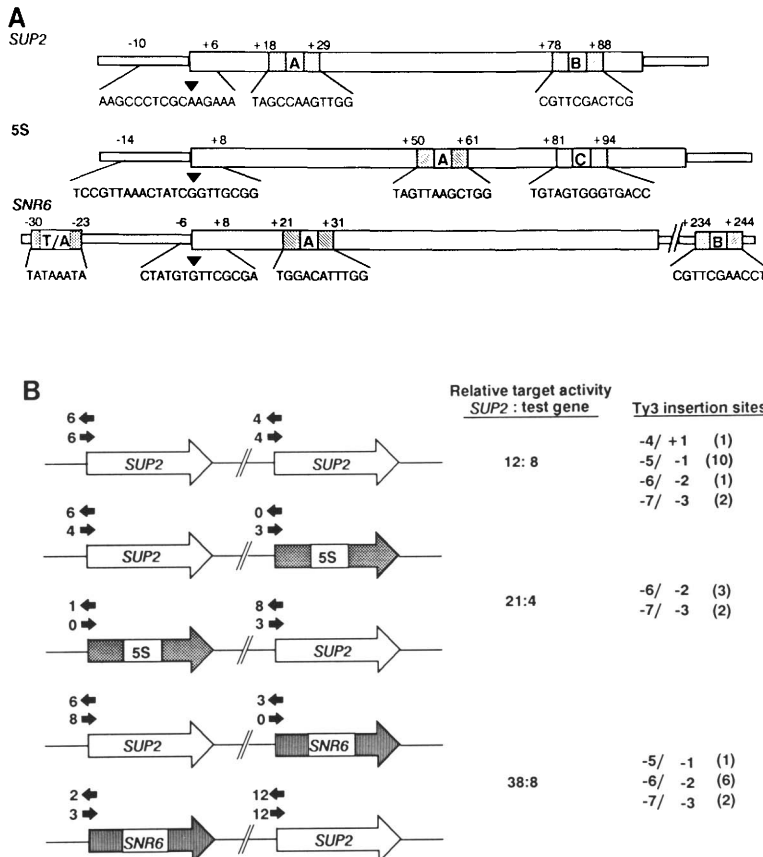 A
SUP2
-10 +6 +18 +29 +78 +88
A B
AAGCCCTCGCAAGAAA TAGCCAAGTTGG CGTTCGACTCG
5S
-14 +8 +50 +61 +81 +94
A C
TCCGTTAAACTATCGGTTGCGG TAGTTAAGCTGG TGTAGTGGGTGACC
SNR6
-30 -23 -6 +8 +21 +31 +234 +244
T/A A B
TATAAATA CTATGTGTTCGCGA TGGACATTTGG CGTTCGAACCT
B
Relative target activity
SUP2 : test gene
Ty3 insertion sites
6 4
6 4
SUP2 SUP2
12: 8
-4/ +1 (1)
-5/ -1 (10)
-6/ -2 (1)
-7/ -3 (2)
6 0
4 3
SUP2 5S
21:4
-6/ -2 (3)
-7/ -3 (2)
1 8
0 3
5S SUP2
6 3
8 0
SUP2 SNR6
38:8
-5/ -1 (1)
-6/ -2 (6)
-7/ -3 (2)
2 12
3 12
SNR6 SUP2